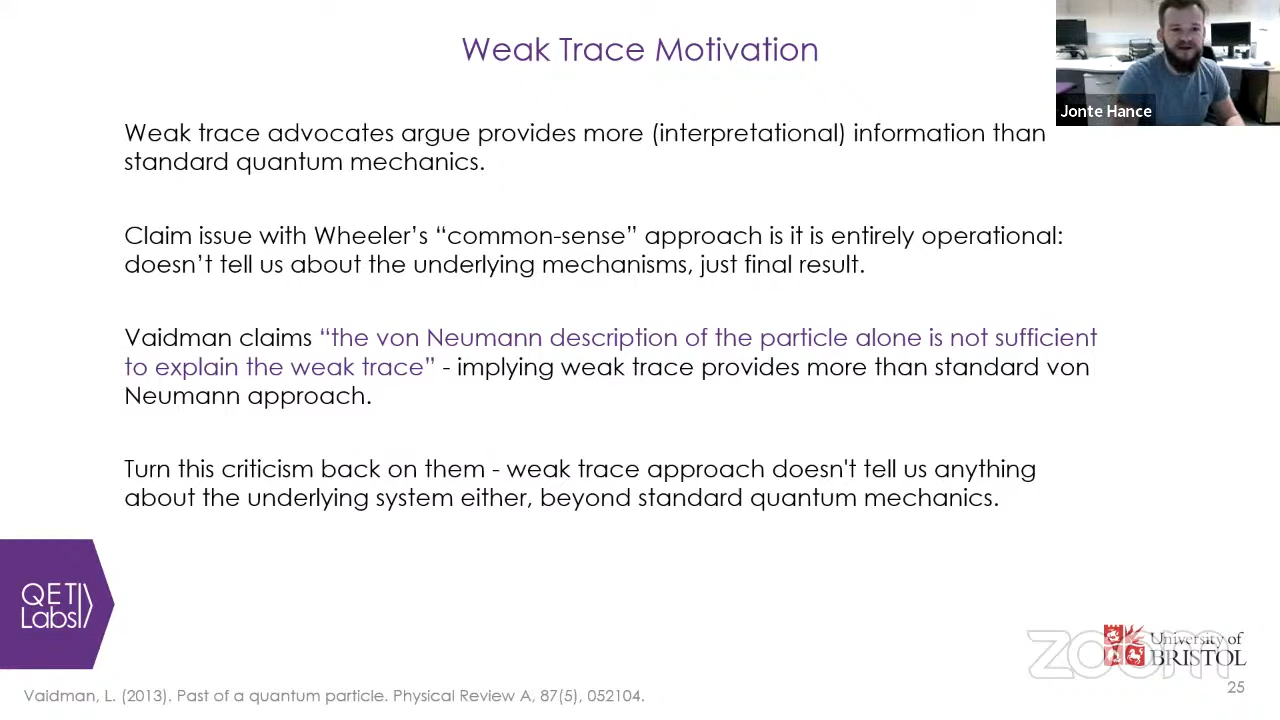 Weak Trace Motivation
Jonte Hance
Weak trace advocates argue provides more (interpretational) information than
standard quantum mechanics.
Claim issue with Wheeler's “common-sense” approach is it is entirely operational:
doesn't tell us about the underlying mechanisms, just final result.
Vaidman claims “the von Neumann description of the particle alone is not sufficient
to explain the weak trace” - implying weak trace provides more than standard von
Neumann approach.
Turn this criticism back on them - weak trace approach doesn't tell us anything
about the underlying system either, beyond standard quantum mechanics.
QET
Labs
zoom
University of
BRISTOL
Vaidman, L. (2013). Past of a quantum particle. Physical Review A, 87(5), 052104.
25